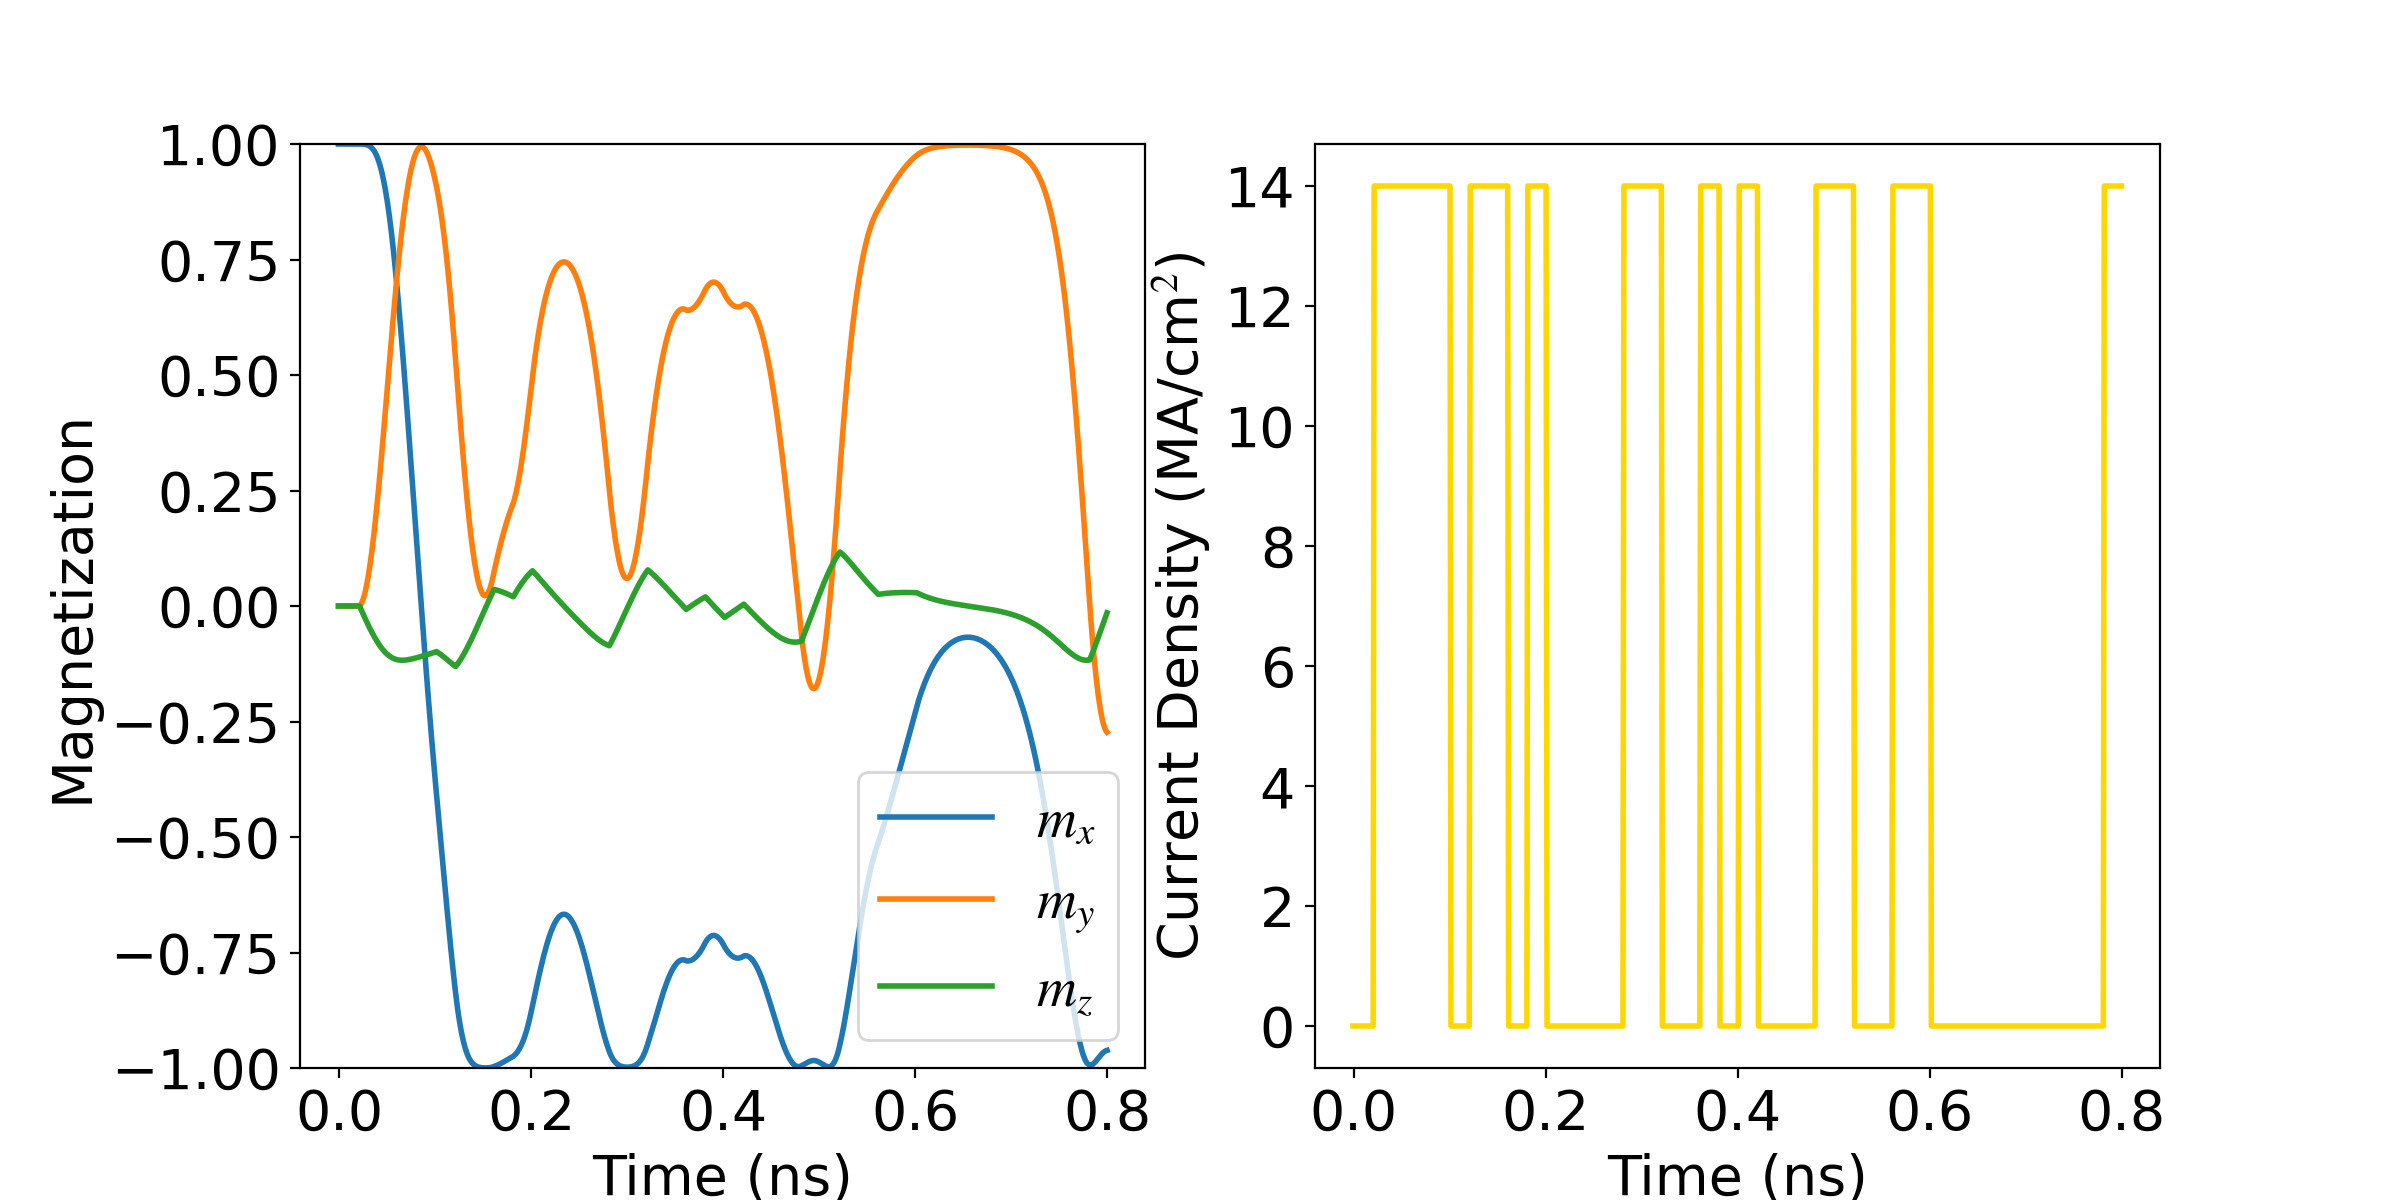 Magnetization
1.00
0.75
0.50
0.25
0.00
−0.25
−0.50
−0.75
−1.00
0.0 0.2 0.4 0.6 0.8
Time (ns)
m_x
m_y
m_z
Current Density (MA/cm²)
14
12
10
8
6
4
2
0
0.0 0.2 0.4 0.6 0.8
Time (ns)